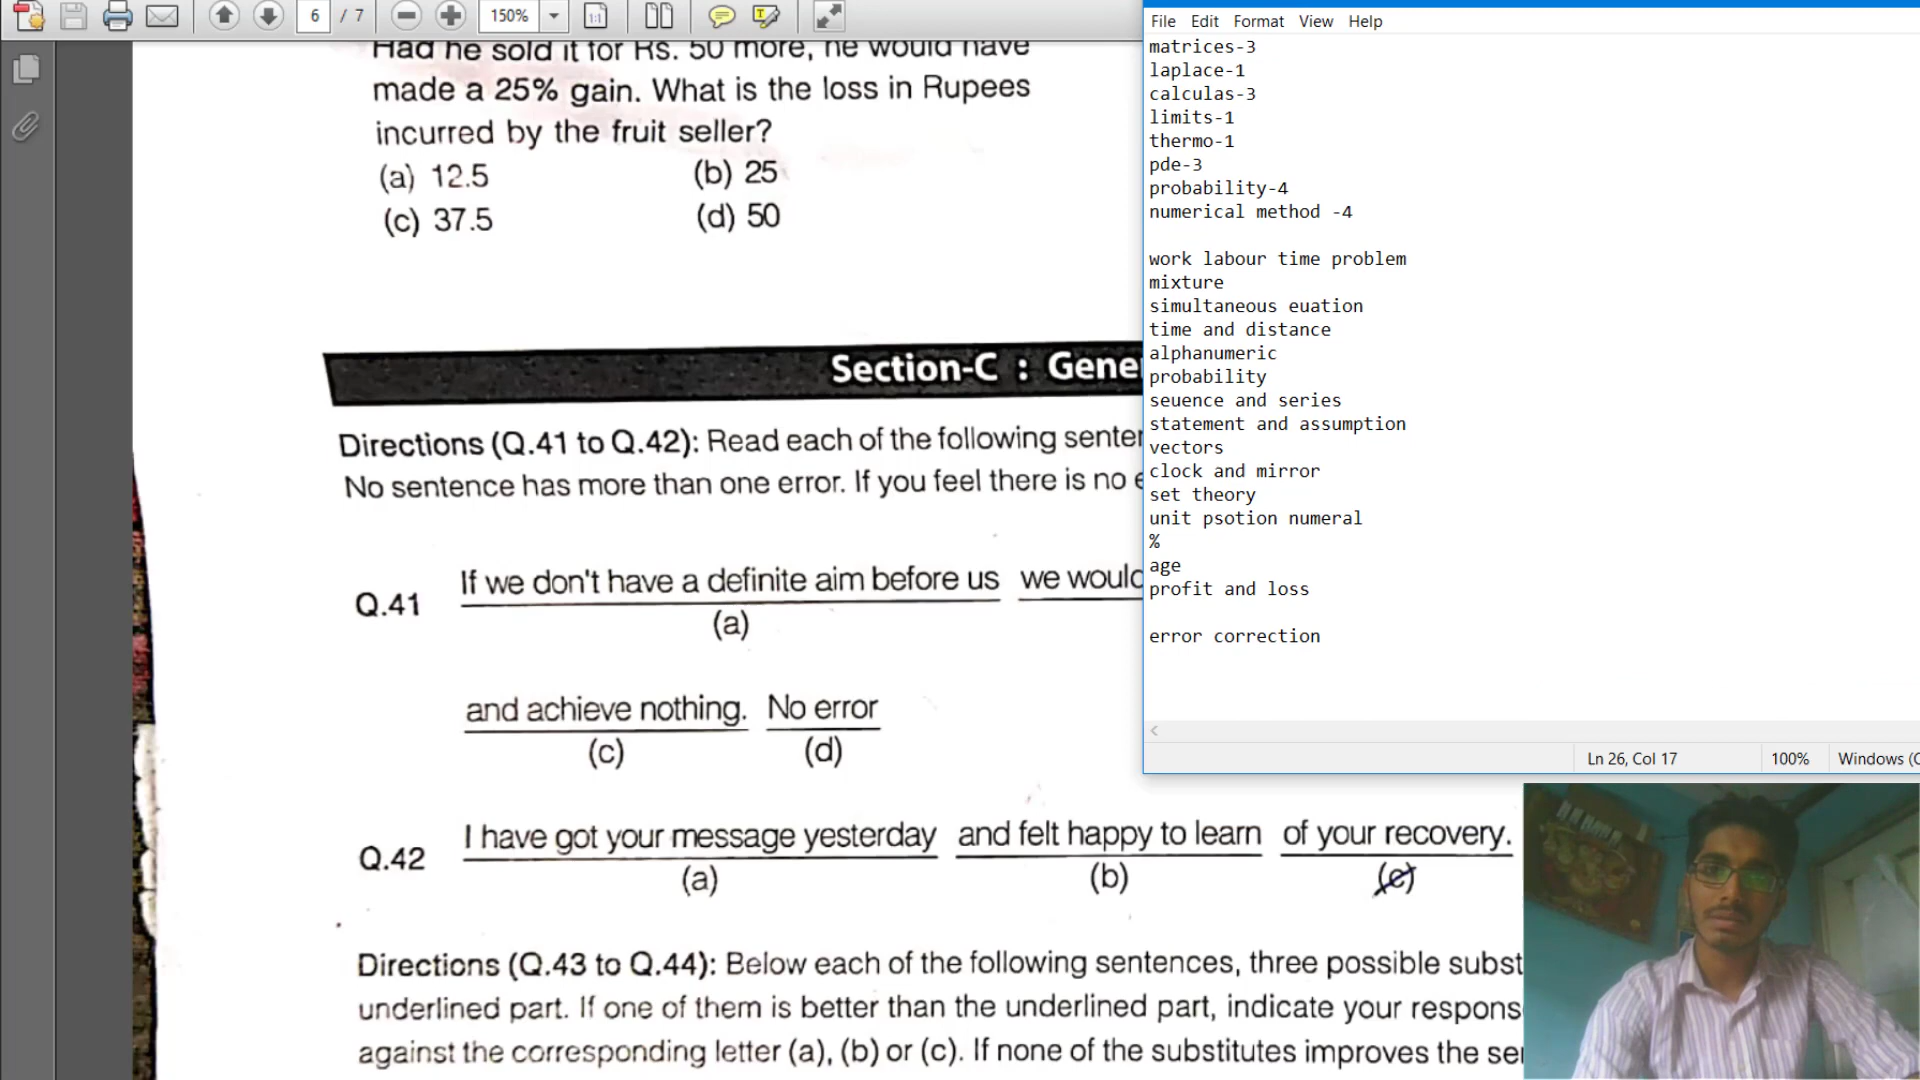 6 / 7
150%
Had he sold it for Rs. 50 more, he would have
made a 25% gain. What is the loss in Rupees
incurred by the fruit seller?
(a) 12.5 (b) 25
(c) 37.5 (d) 50
Section-C : Gene
Directions (Q.41 to Q.42): Read each of the following senten
No sentence has more than one error. If you feel there is no e
Q.41 If we don't have a definite aim before us we would
(a)
and achieve nothing. No error
(c) (d)
Q.42 I have got your message yesterday and felt happy to learn of your recovery.
(a) (b) (c)
Directions (Q.43 to Q.44): Below each of the following sentences, three possible subst
underlined part. If one of them is better than the underlined part, indicate your respons
against the corresponding letter (a), (b) or (c). If none of the substitutes improves the se
File Edit Format View Help
matrices-3
laplace-1
calculas-3
limits-1
thermo-1
pde-3
probability-4
numerical method -4
work labour time problem
mixture
simultaneous euation
time and distance
alphanumeric
probability
seuence and series
statement and assumption
vectors
clock and mirror
set theory
unit psotion numeral
%
age
profit and loss
error correction
Ln 26, Col 17 100% Windows (C